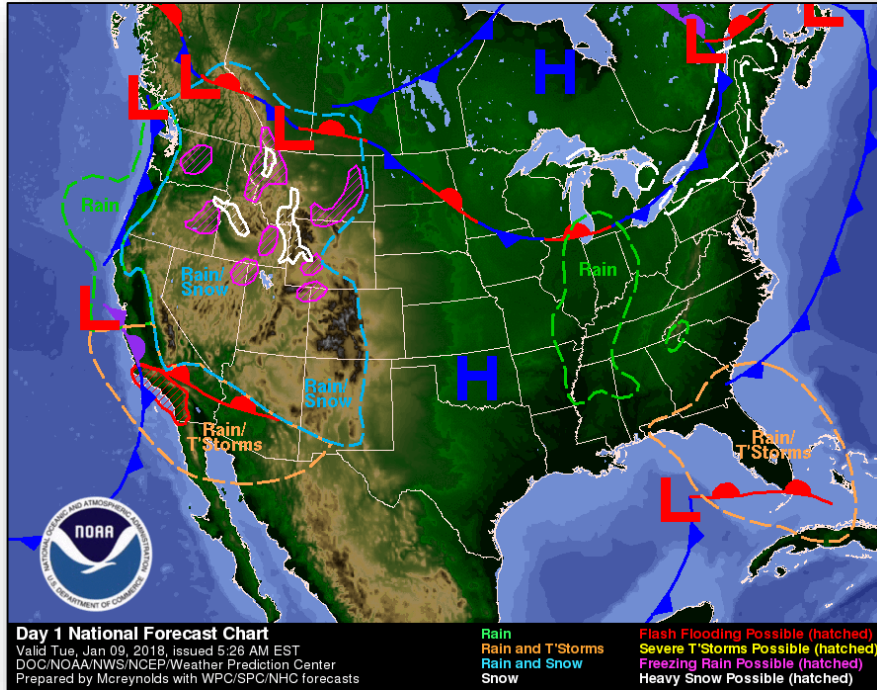 L
L
L
L
L
L
H
Rain
Rain/
Snow
Rain
L
H
Rain/
Snow
Rain/
T'Storms
Rain/
T'Storms
L
NATIONAL OCEANIC AND ATMOSPHERIC ADMINISTRATION
NOAA
U.S. DEPARTMENT OF COMMERCE
Day 1 National Forecast Chart
Valid Tue, Jan 09, 2018, issued 5:26 AM EST
DOC/NOAA/NWS/NCEP/Weather Prediction Center
Prepared by Mcreynolds with WPC/SPC/NHC forecasts
Rain
Rain and T'Storms
Rain and Snow
Snow
Flash Flooding Possible (hatched)
Severe T'Storms Possible (hatched)
Freezing Rain Possible (hatched)
Heavy Snow Possible (hatched)